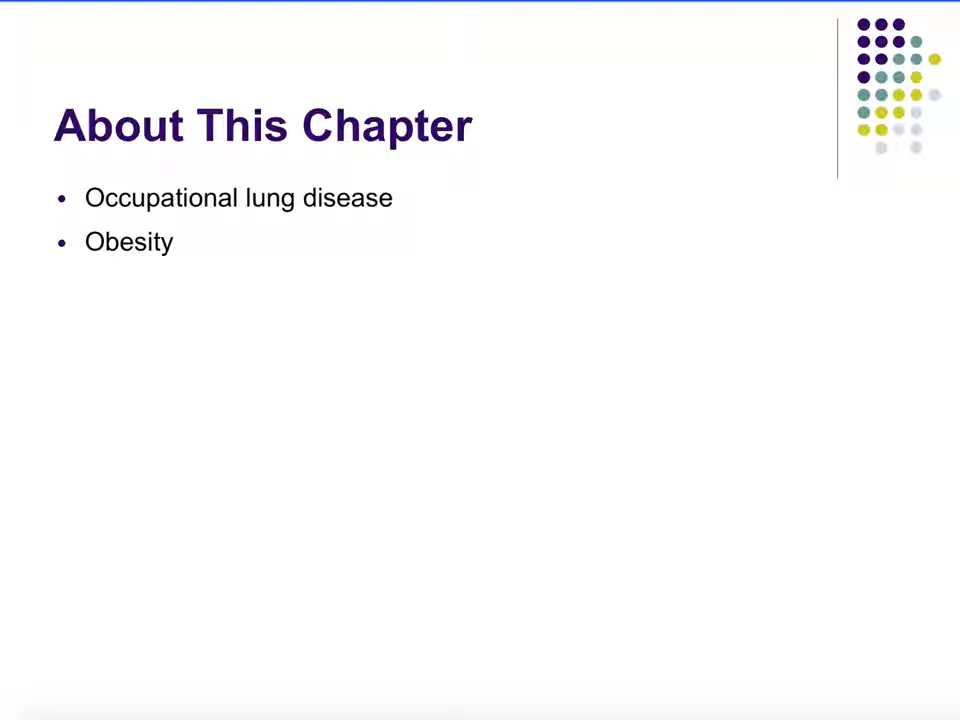 About This Chapter
• Occupational lung disease
• Obesity